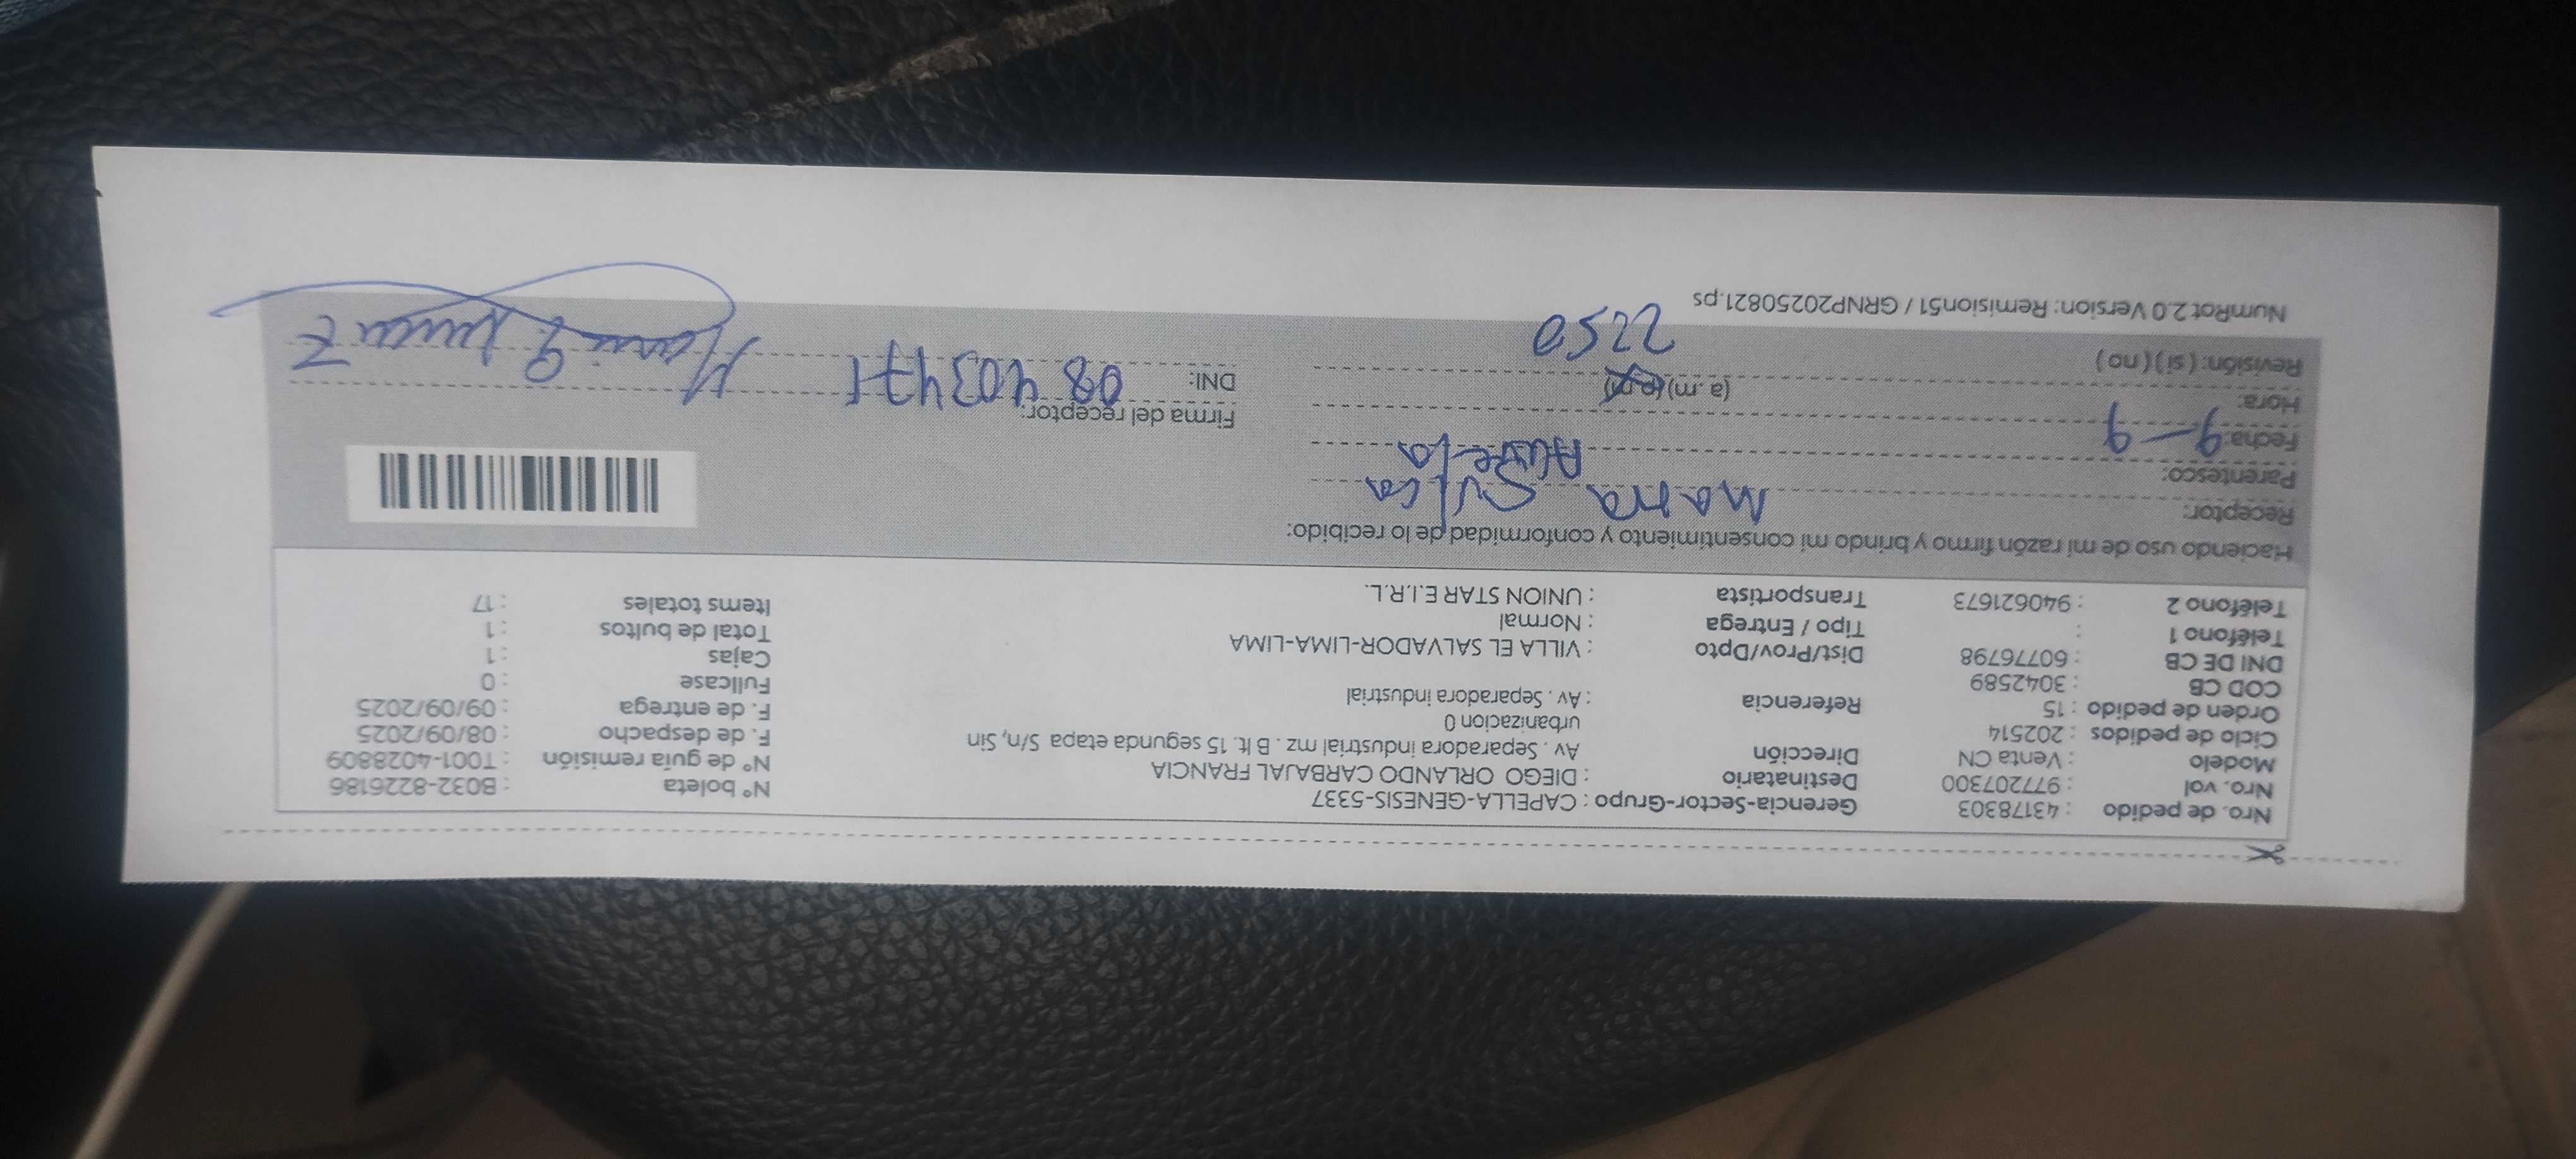 Nro. de pedido : 43178303 Gerencia-Sector-Grupo : CAPELLA-GENESIS-5337 N° boleta : B032-8226186
Nro. vol : 977207300 Destinatario : DIEGO ORLANDO CARBAJAL FRANCIA N° de guía remisión : T001-4028809
Modelo : Venta CN Dirección Av . Separadora industrial mz . B lt. 15 segunda etapa S/n, Sin urbanizacion 0 F. de despacho : 08/09/2025
Ciclo de pedidos : 202514 F. de entrega : 09/09/2025
Orden de pedido : 15 Referencia : Av . Separadora industrial Fullcase : 0
COD CB : 3042589 Cajas : 1
DNI DE CB : 60776798 Dist/Prov/Dpto : VILLA EL SALVADOR-LIMA-LIMA Total de bultos : 1
Teléfono 1 : Tipo / Entrega : Normal Items totales : 17
Teléfono 2 : 940621673 Transportista : UNION STAR E.I.R.L.
Haciendo uso de mi razón firmo y brindo mi consentimiento y conformidad de lo recibido:
Receptor: Maria Sulca
Parentesco: Abuela
Fecha: 9-9
Hora: (a.m) (p.m) 2250
Revisión: ( si ) ( no )
Firma del receptor:
DNI: 08403471
NumRot 2.0 Version: Remision51 / GRNP20250821.ps